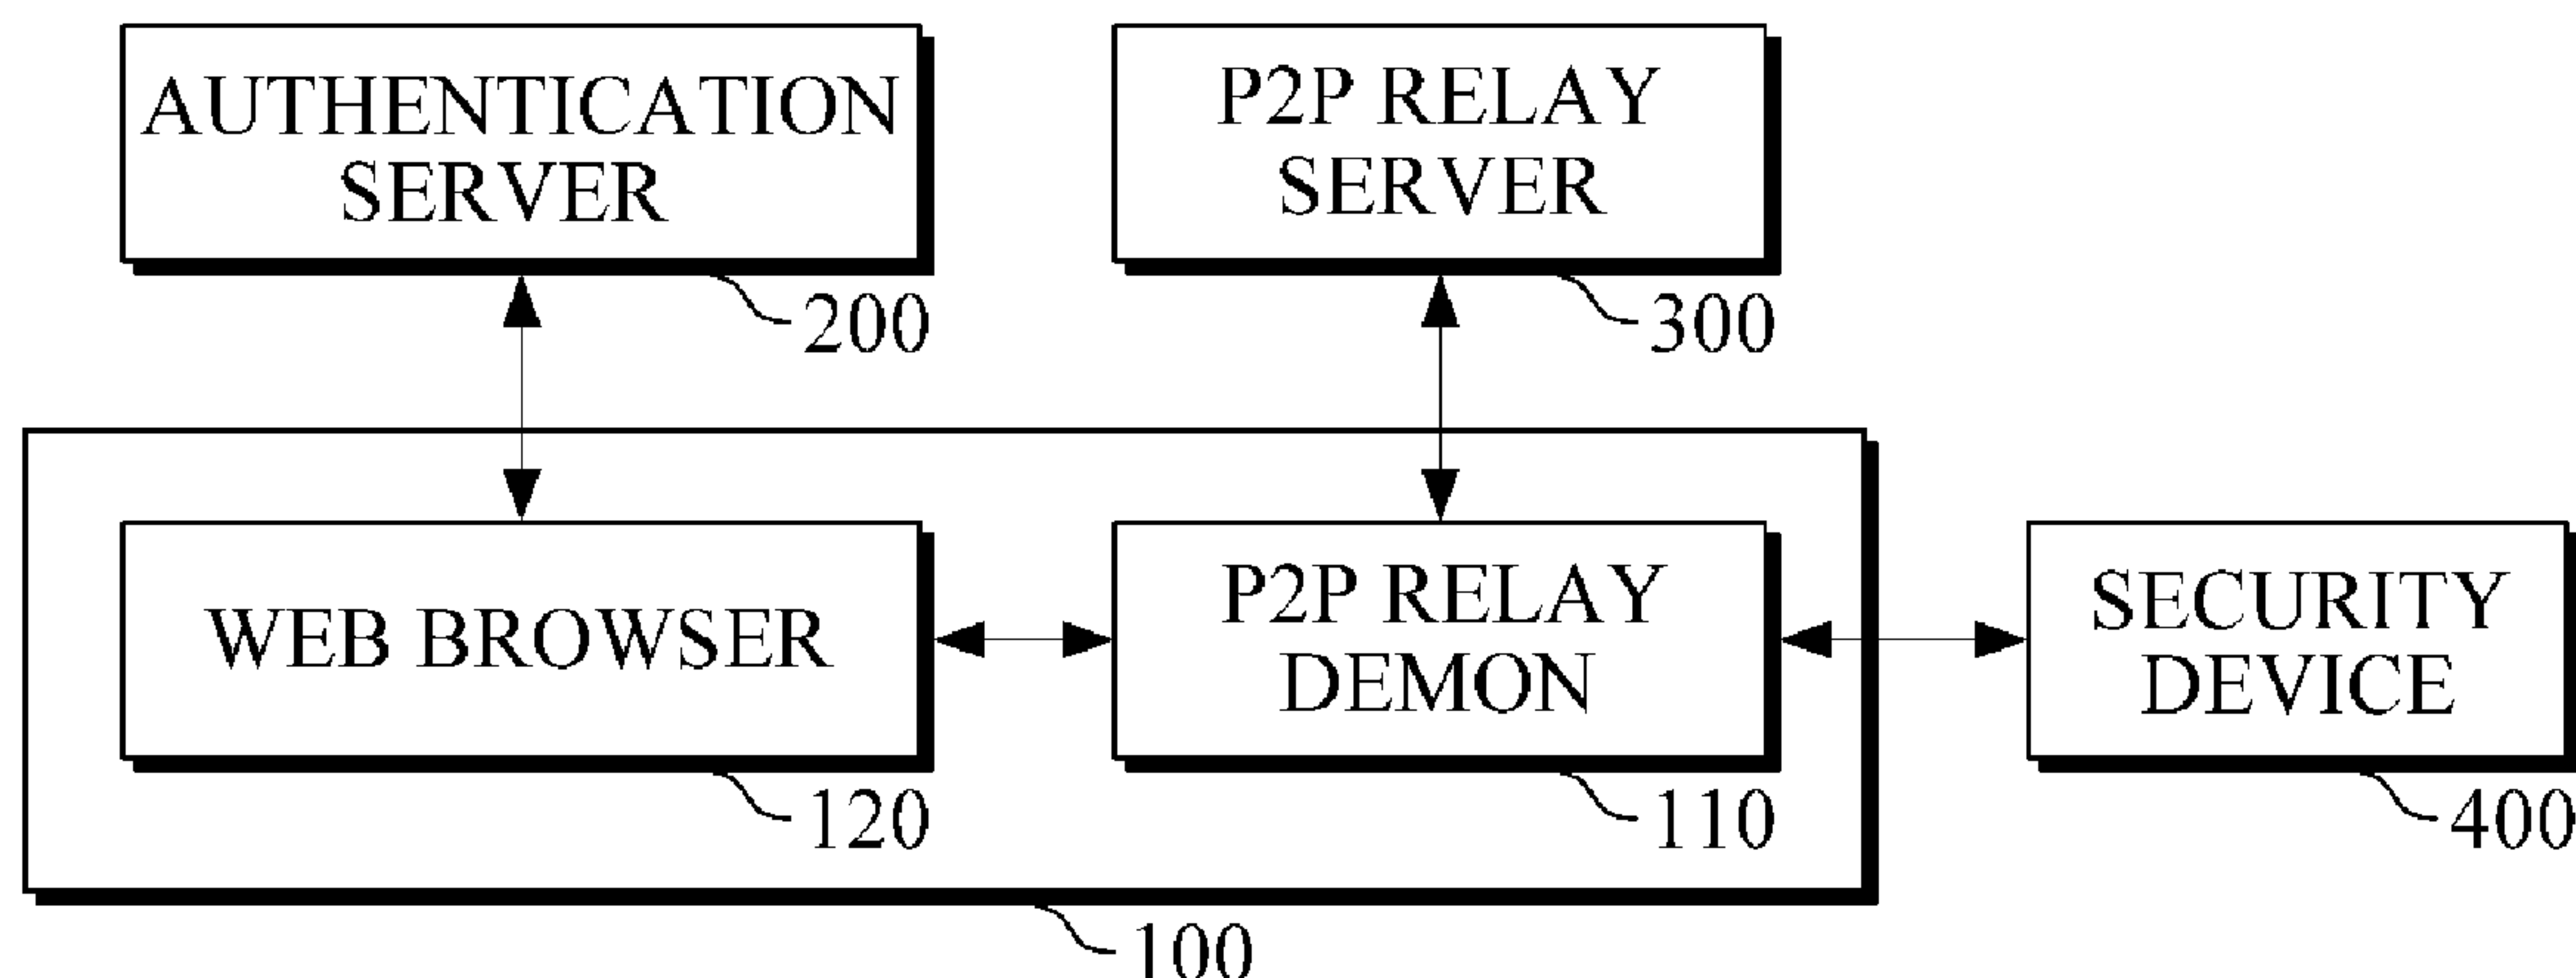 AUTHENTICATION
SERVER
200
P2P RELAY
SERVER
300
WEB BROWSER
120
P2P RELAY
DEMON
110
SECURITY
DEVICE
400
100